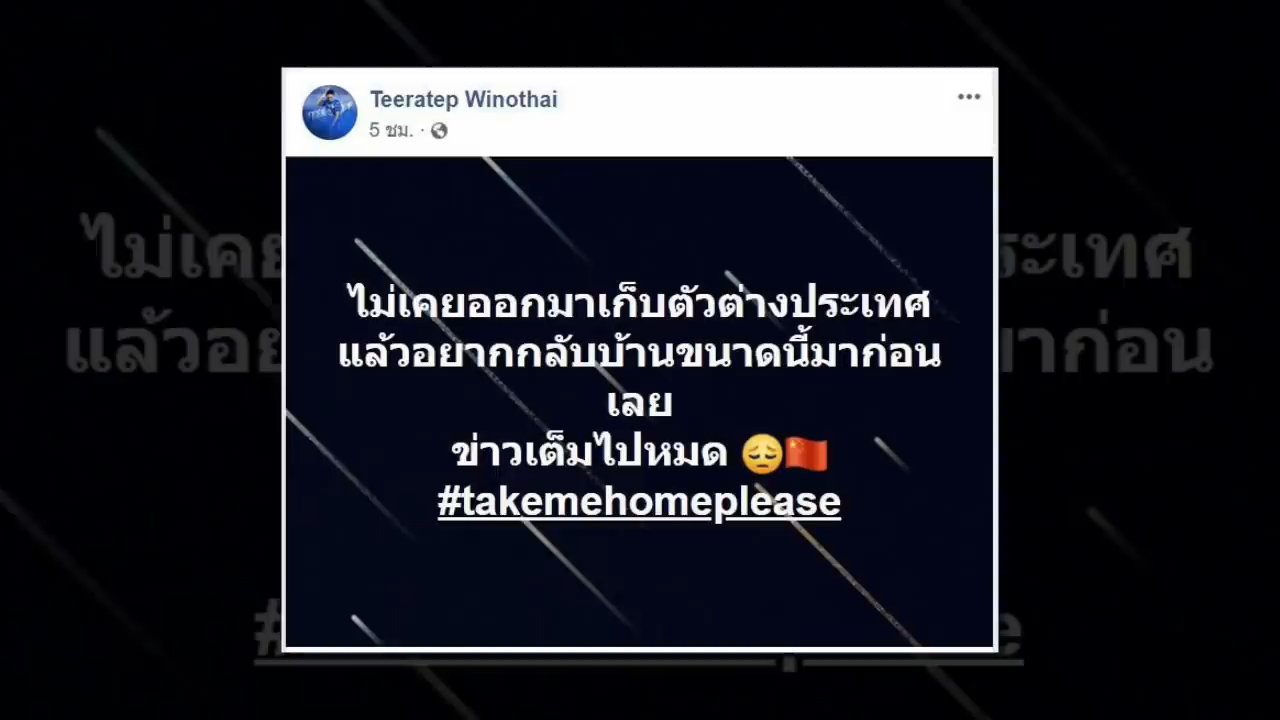 Teeratep Winothai
5 ชม. ·
ไม่เคยออกมาเก็บตัวต่างประเทศ
แล้วอยากกลับบ้านขนาดนี้มาก่อน
เลย
ข่าวเต็มไปหมด 😔🇨🇳
#takemehomeplease